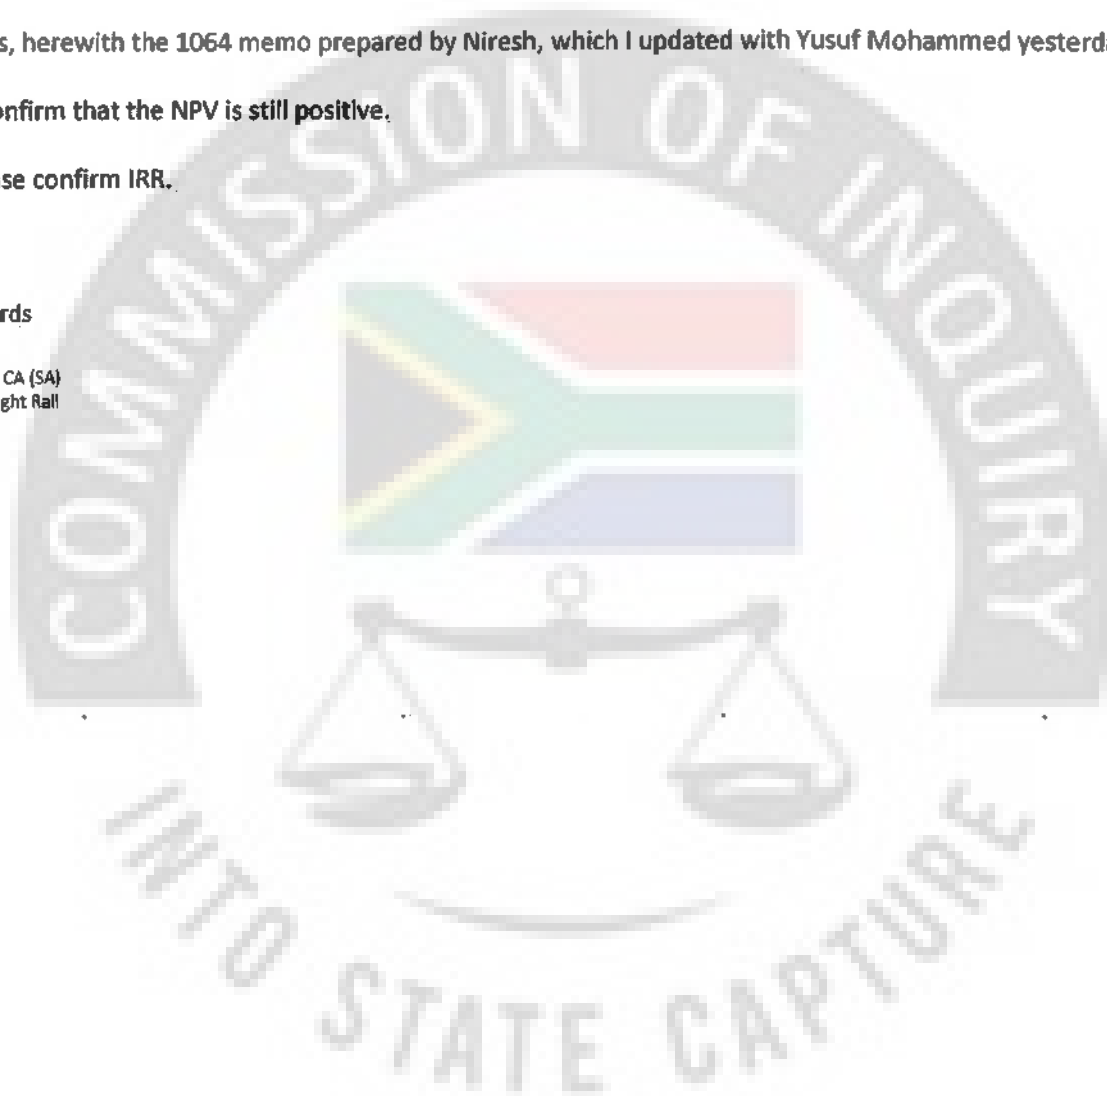 s, herewith the 1064 memo prepared by Niresh, which I updated with Yusuf Mohammed yesterd
onfirm that the NPV is still positive.
se confirm IRR.
rds
CA (SA)
ght Rail
COMMISSION OF INQUIRY
INTO STATE CAPTURE